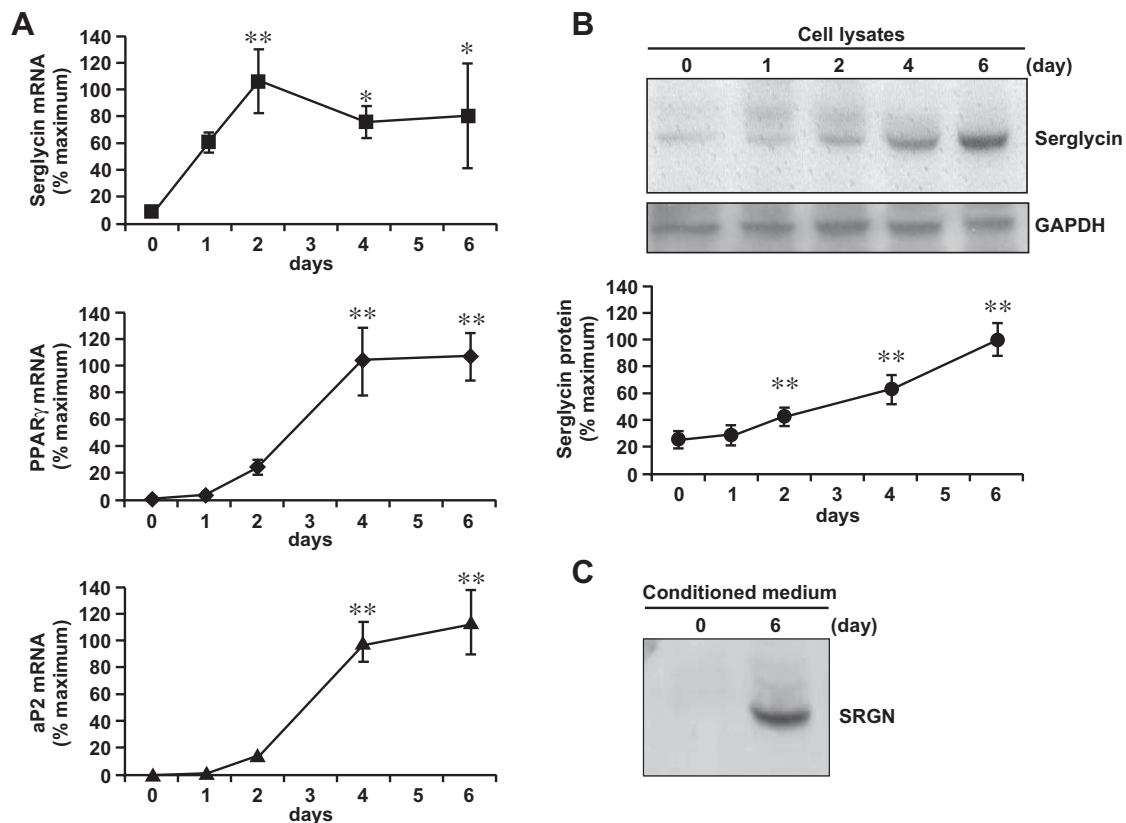 A
Serglycin mRNA
(% maximum)
140
120
100
80
60
40
20
0
**
*
*
0 1 2 3 4 5 6
days
PPARγ mRNA
(% maximum)
140
120
100
80
60
40
20
0
**
**
0 1 2 3 4 5 6
days
aP2 mRNA
(% maximum)
140
120
100
80
60
40
20
0
**
**
0 1 2 3 4 5 6
days
B
Cell lysates
0 1 2 4 6 (day)
Serglycin
GAPDH
Serglycin protein
(% maximum)
140
120
100
80
60
40
20
0
**
**
**
0 1 2 3 4 5 6
days
C
Conditioned medium
0 6 (day)
SRGN